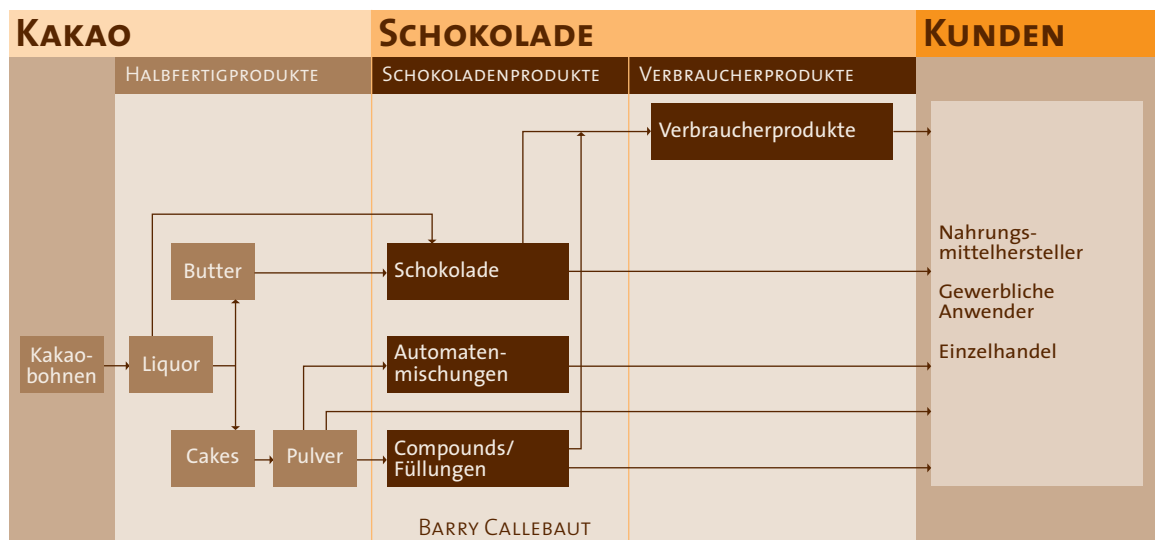 KAKAO
SCHOKOLADE
KUNDEN
HALBFERTIGPRODUKTE
SCHOKOLADENPRODUKTE
VERBRAUCHERPRODUKTE
Verbraucherprodukte
Butter
Schokolade
Nahrungs-
mittelhersteller
Gewerbliche
Anwender
Einzelhandel
Kakao-
bohnen
Liquor
Automaten-
mischungen
Cakes
Pulver
Compounds/
Füllungen
BARRY CALLEBAUT